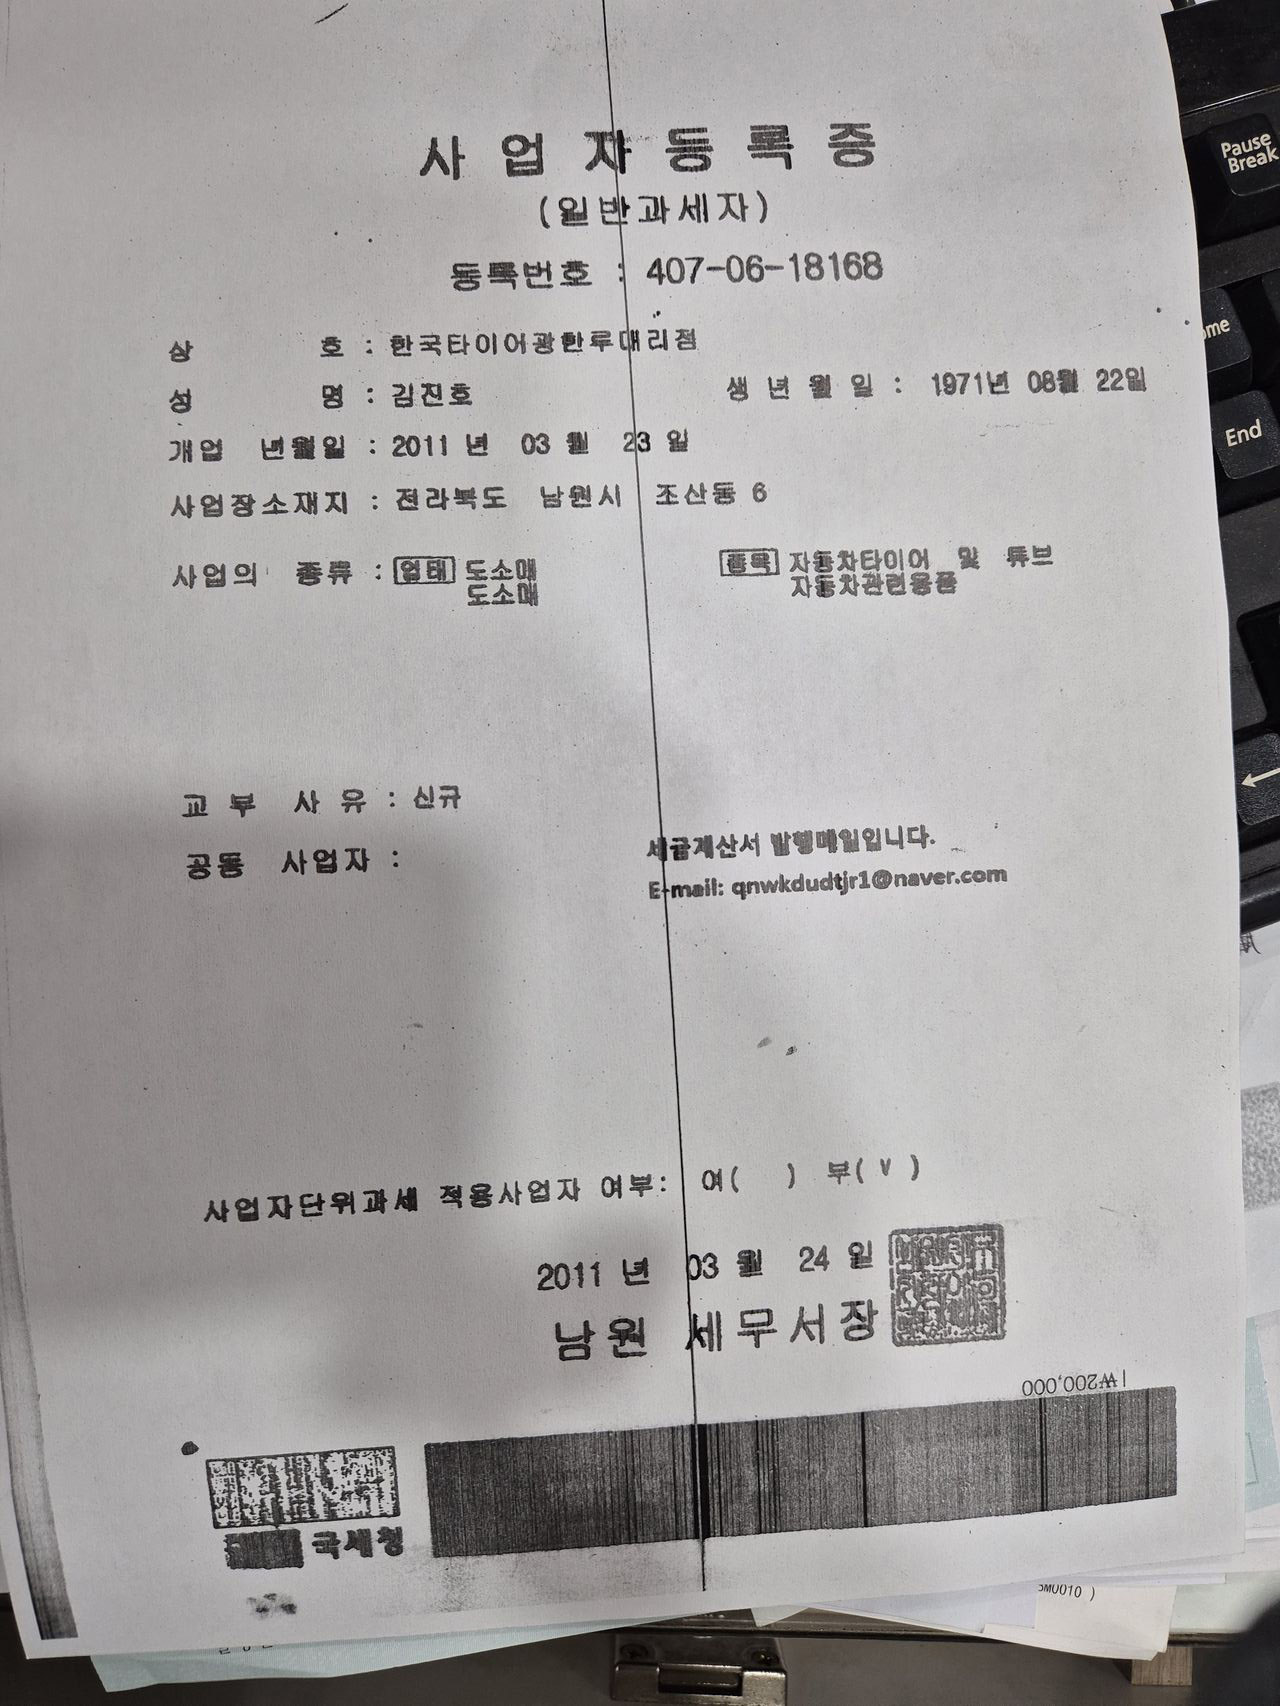 사업자등록증
(일반과세자)
등록번호 : 407-06-18168
상 호 : 한국타이어광한루대리점
성 명 : 김진호 생 년 월 일 : 1971년 08월 22일
개업 년월일 : 2011 년 03 월 23 일
사업장소재지 : 전라북도 남원시 조산동 6
사업의 종류 : 업태 도소매 종목 자동차타이어 및 튜브
도소매 자동차관련용품
교 부 사 유 : 신규
공동 사업자 :
세금계산서 발행메일입니다.
E-mail: qnwkdudtjr1@naver.com
사업자단위과세 적용사업자 여부: 여( ) 부( v )
2011 년 03 월 24 일
남원 세무서장
₩200,000
국세청
Pause
Break
End